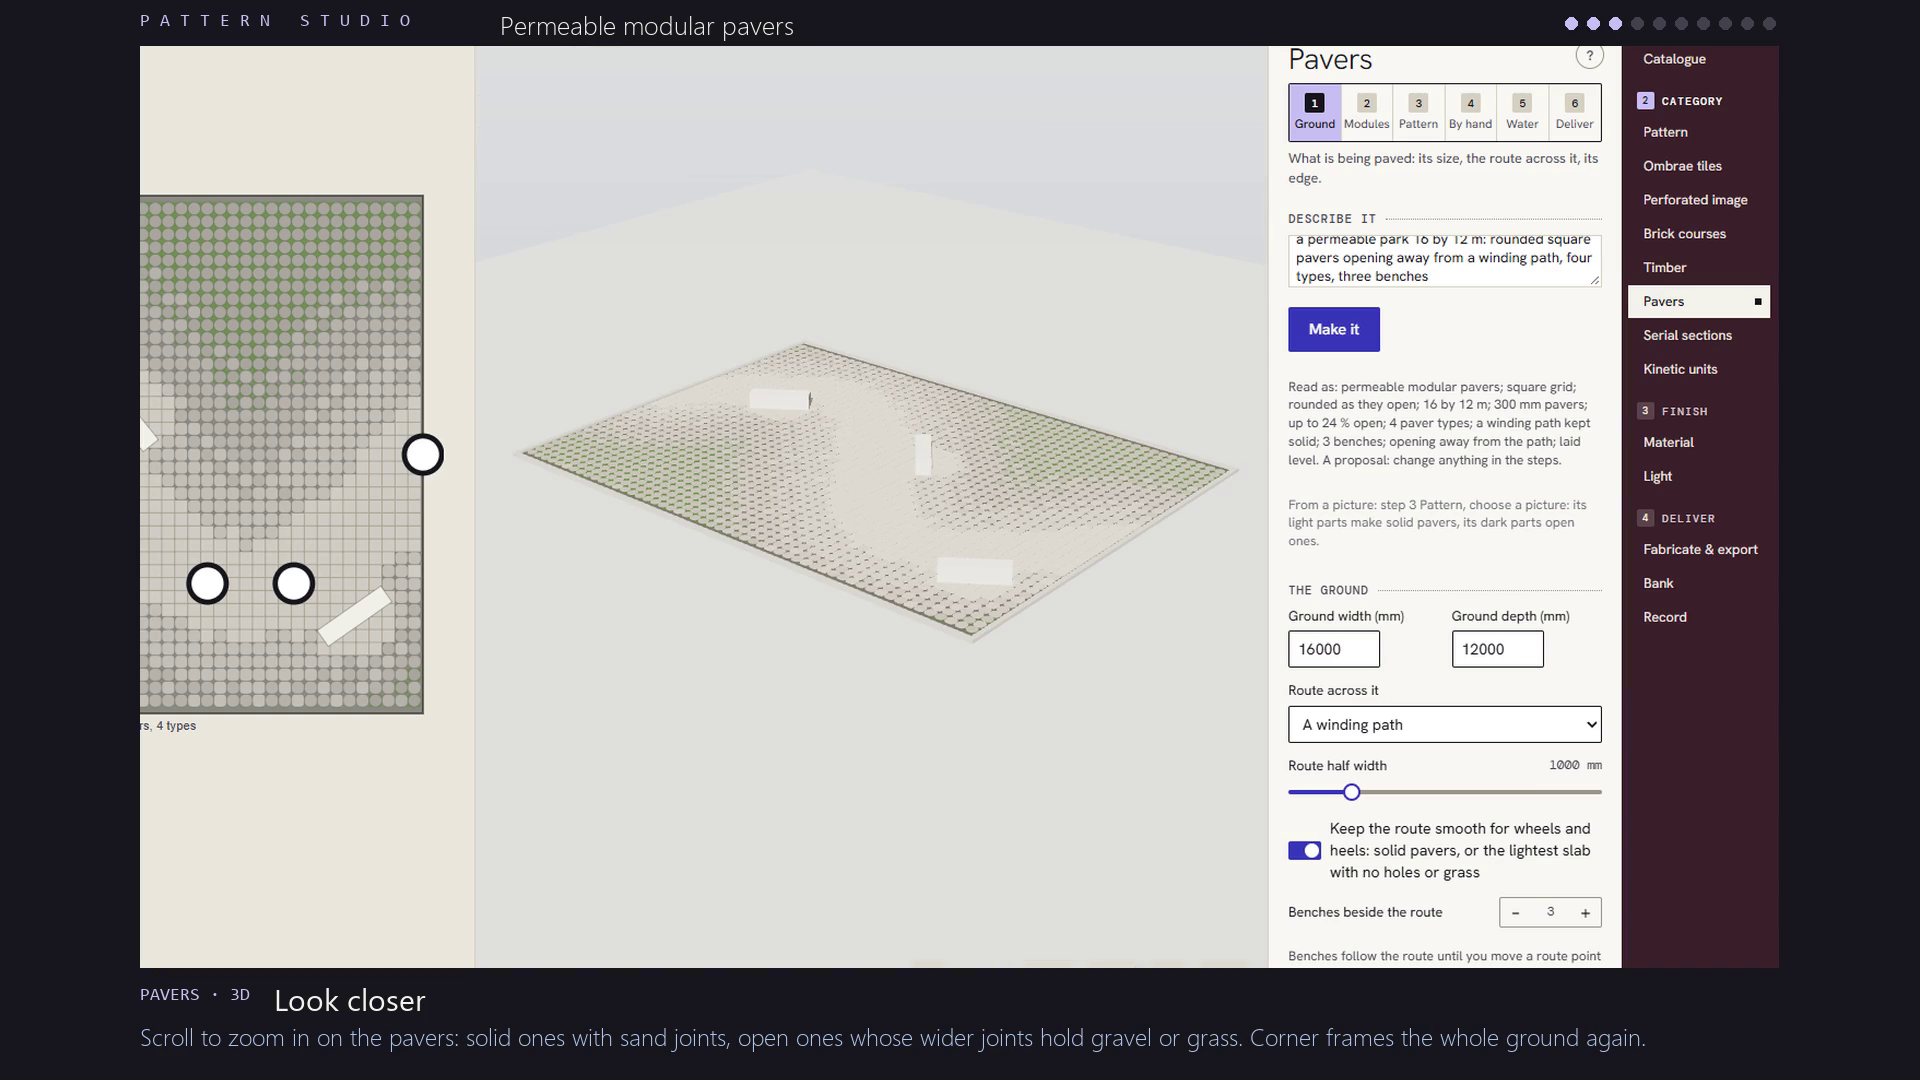 PATTERN STUDIO
Permeable modular pavers
rs, 4 types
Pavers
?
1
Ground
2
Modules
3
Pattern
4
By hand
5
Water
6
Deliver
What is being paved: its size, the route across it, its
edge.
DESCRIBE IT
a permeable park 16 by 12 m: rounded square
pavers opening away from a winding path, four
types, three benches
Make it
Read as: permeable modular pavers; square grid;
rounded as they open; 16 by 12 m; 300 mm pavers;
up to 24 % open; 4 paver types; a winding path kept
solid; 3 benches; opening away from the path; laid
level. A proposal: change anything in the steps.
From a picture: step 3 Pattern, choose a picture: its
light parts make solid pavers, its dark parts open
ones.
THE GROUND
Ground width (mm)
Ground depth (mm)
16000
12000
Route across it
A winding path
Route half width
1000 mm
Keep the route smooth for wheels and
heels: solid pavers, or the lightest slab
with no holes or grass
Benches beside the route
- 3 +
Benches follow the route until you move a route point
Catalogue
2 CATEGORY
Pattern
Ombrae tiles
Perforated image
Brick courses
Timber
Pavers
Serial sections
Kinetic units
3 FINISH
Material
Light
4 DELIVER
Fabricate & export
Bank
Record
PAVERS · 3D
Look closer
Scroll to zoom in on the pavers: solid ones with sand joints, open ones whose wider joints hold gravel or grass. Corner frames the whole ground again.